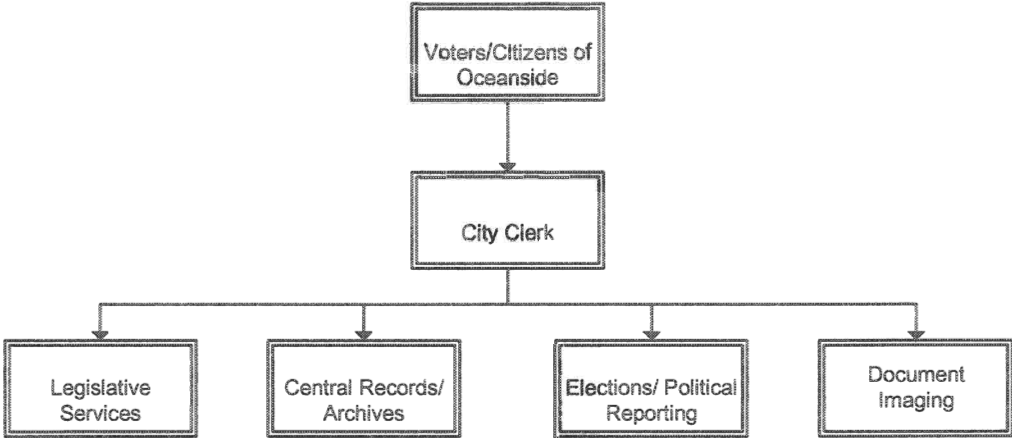 Voters/Citizens of
Oceanside
City Clerk
Legislative
Services
Central Records/
Archives
Elections/ Political
Reporting
Document
Imaging